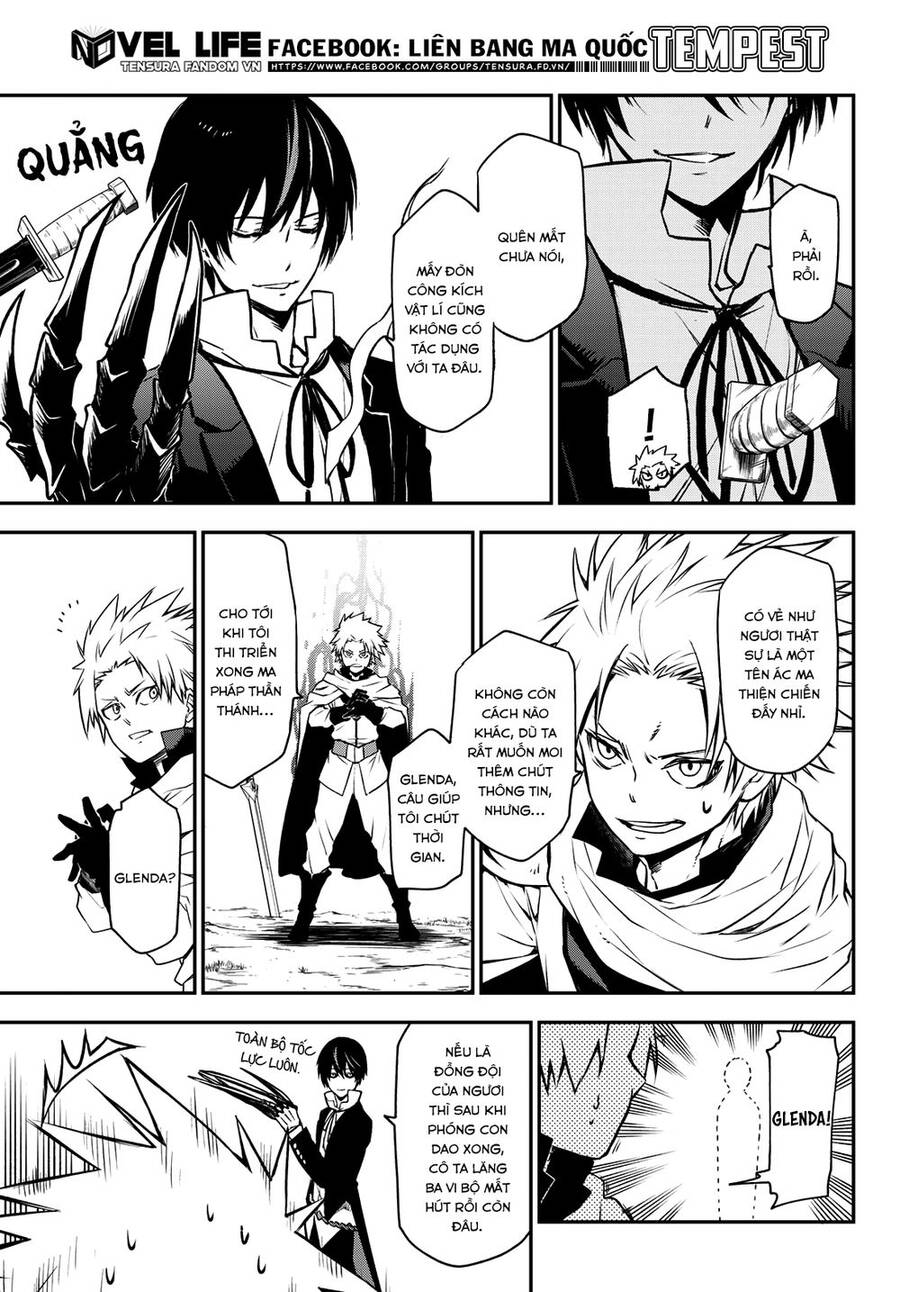 NOVEL LIFE
TENSURA FANDOM VN
FACEBOOK: LIÊN BANG MA QUỐC
HTTPS://WWW.FACEBOOK.COM/GROUPS/TENSURA.FD.VN/
TEMPEST
À,
PHẢI
RỒI.
!
QUÊN MẤT
CHƯA NÓI,
MẤY ĐÒN
CÔNG KÍCH
VẬT LÍ CŨNG
KHÔNG CÓ
TÁC DỤNG
VỚI TA ĐÂU.
QUẲNG
CÓ VẺ NHƯ
NGƯƠI THẬT
SỰ LÀ MỘT
TÊN ÁC MA
THIỆN CHIẾN
ĐẤY NHỈ.
KHÔNG CÒN
CÁCH NÀO
KHÁC, DÙ TA
RẤT MUỐN MOI
THÊM CHÚT
THÔNG TIN,
NHƯNG...
GLENDA,
CÂU GIÚP
TÔI CHÚT
THỜI
GIAN.
CHO TỚI
KHI TÔI
THI TRIỂN
XONG MA
PHÁP THẦN
THÁNH...
GLENDA?
GLENDA!
NẾU LÀ
ĐỒNG ĐỘI
CỦA NGƯƠI
THÌ SAU KHI
PHÓNG CON
DAO XONG,
CÔ TA LĂNG
BA VI BỘ MẤT
HÚT RỒI CÒN
ĐÂU.
TOÀN BỘ TỐC
LỰC LUÔN.